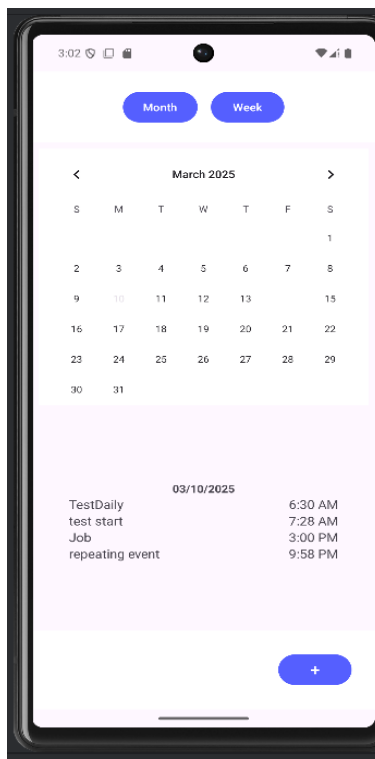 3:02
Month Week
March 2025
S M T W T F S
1
2 3 4 5 6 7 8
9 10 11 12 13 15
16 17 18 19 20 21 22
23 24 25 26 27 28 29
30 31
03/10/2025
TestDaily 6:30 AM
test start 7:28 AM
Job 3:00 PM
repeating event 9:58 PM
+